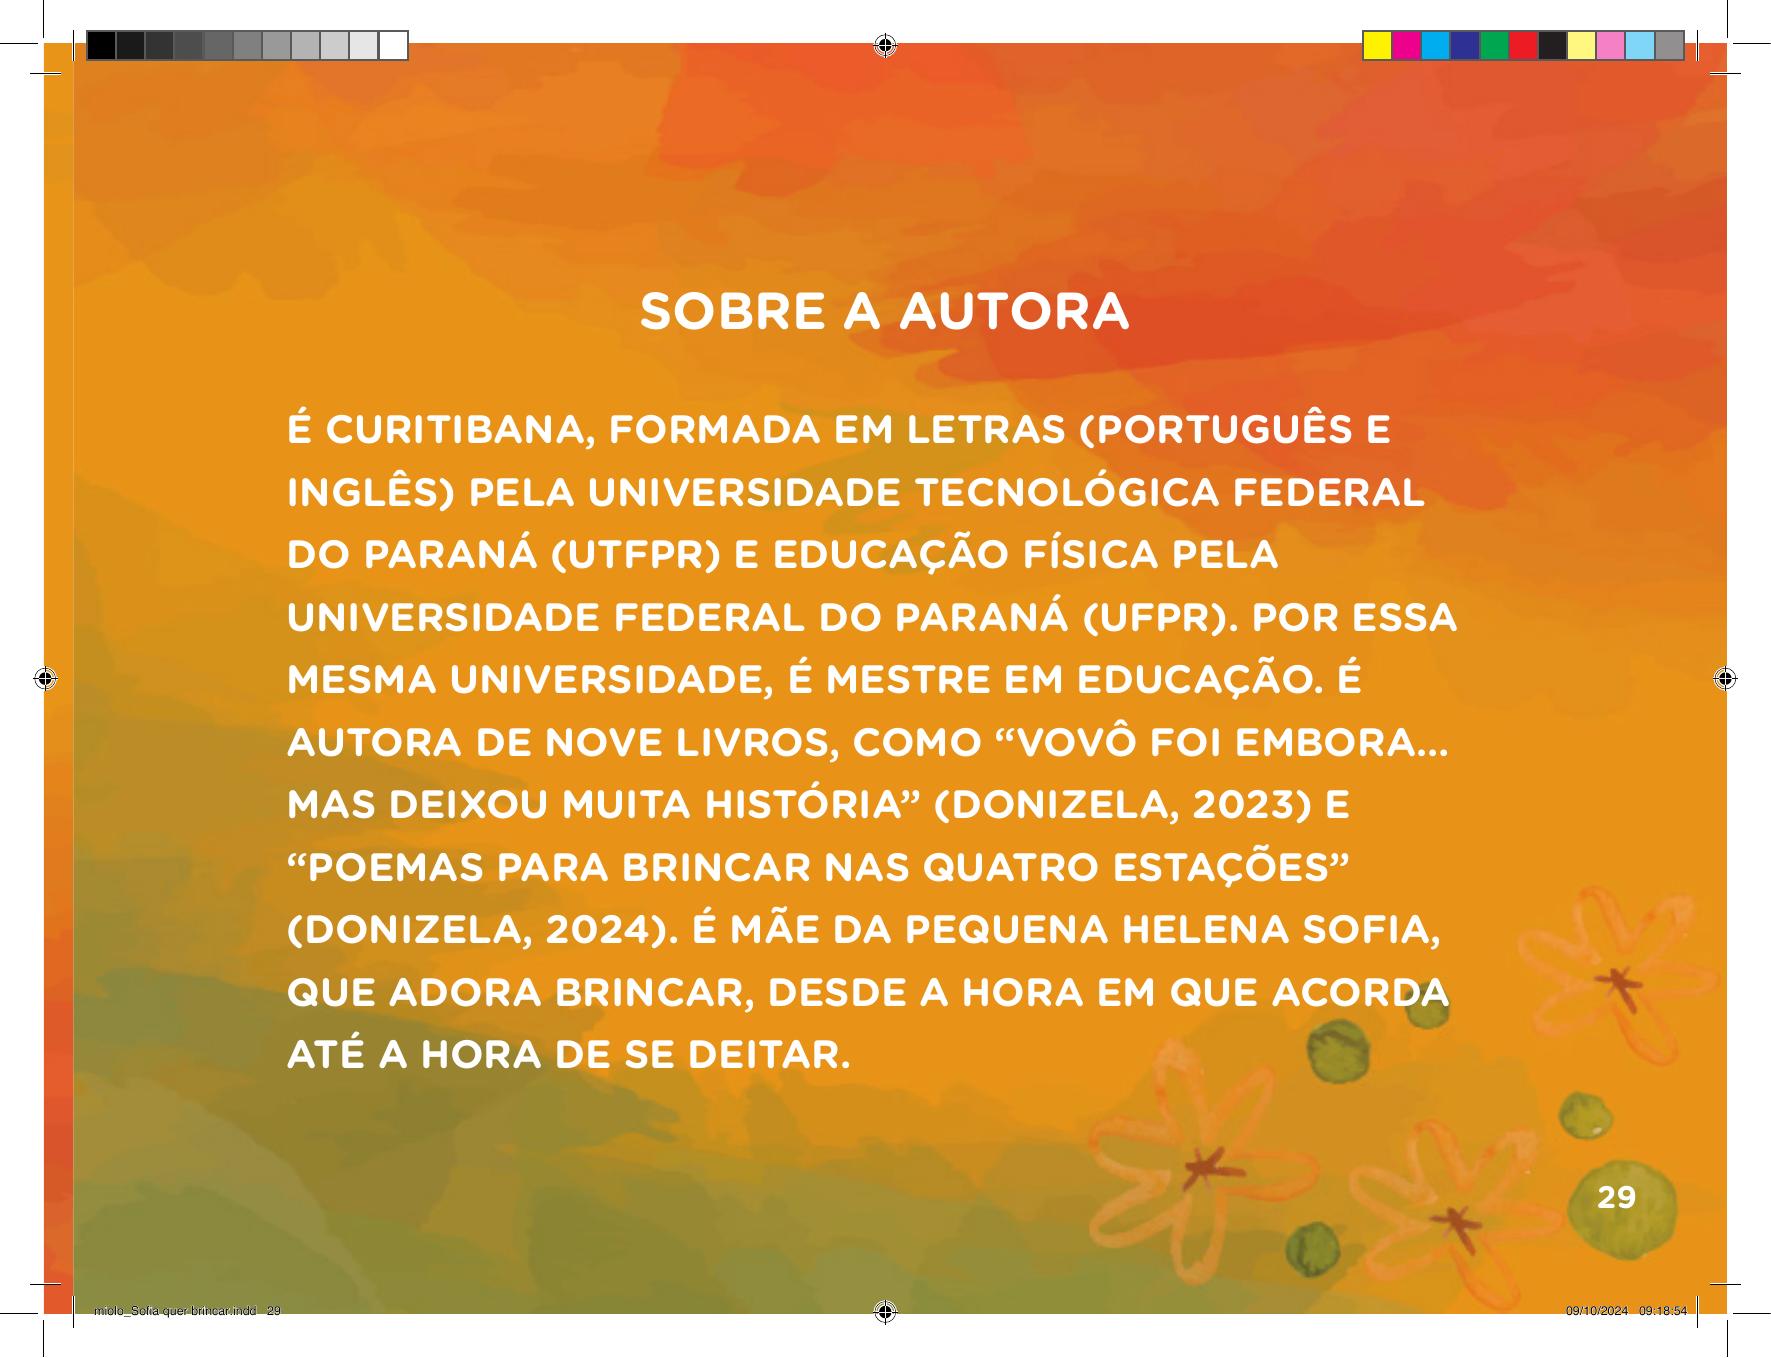 SOBRE A AUTORA
É CURITIBANA, FORMADA EM LETRAS (PORTUGUÊS E
INGLÊS) PELA UNIVERSIDADE TECNOLÓGICA FEDERAL
DO PARANÁ (UTFPR) E EDUCAÇÃO FÍSICA PELA
UNIVERSIDADE FEDERAL DO PARANÁ (UFPR). POR ESSA
MESMA UNIVERSIDADE, É MESTRE EM EDUCAÇÃO. É
AUTORA DE NOVE LIVROS, COMO “VOVÔ FOI EMBORA...
MAS DEIXOU MUITA HISTÓRIA” (DONIZELA, 2023) E
“POEMAS PARA BRINCAR NAS QUATRO ESTAÇÕES”
(DONIZELA, 2024). É MÃE DA PEQUENA HELENA SOFIA,
QUE ADORA BRINCAR, DESDE A HORA EM QUE ACORDA
ATÉ A HORA DE SE DEITAR.
29
miolo_Sofia quer brincar.indd 29
09/10/2024 09:18:54